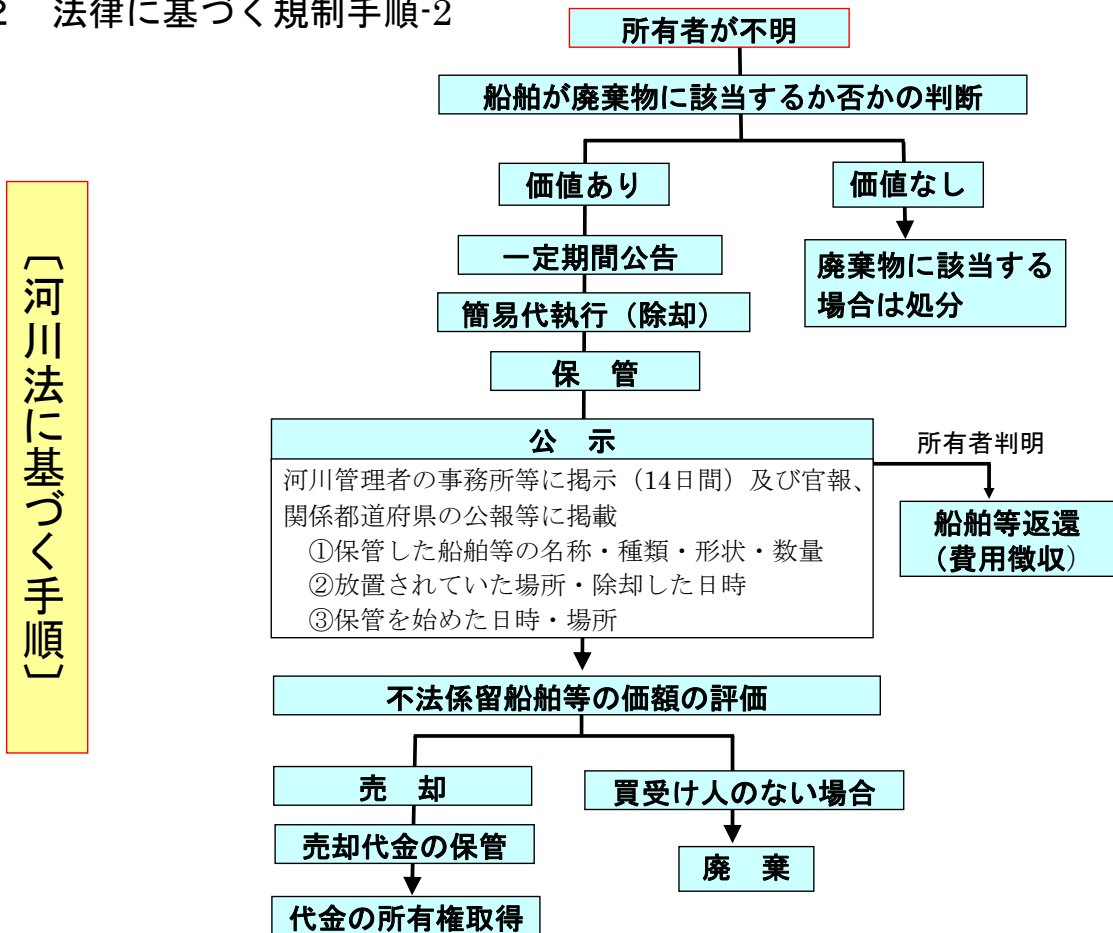 2　法律に基づく規制手順-2
所有者が不明
船舶が廃棄物に該当するか否かの判断
価値あり
価値なし
一定期間公告
廃棄物に該当する
場合は処分
簡易代執行（除却）
保　管
公　示
所有者判明
河川管理者の事務所等に掲示（14日間）及び官報、
関係都道府県の公報等に掲載
①保管した船舶等の名称・種類・形状・数量
②放置されていた場所・除却した日時
③保管を始めた日時・場所
船舶等返還
（費用徴収）
不法係留船舶等の価額の評価
売　却
買受け人のない場合
売却代金の保管
廃　棄
代金の所有権取得
〔河川法に基づく手順〕